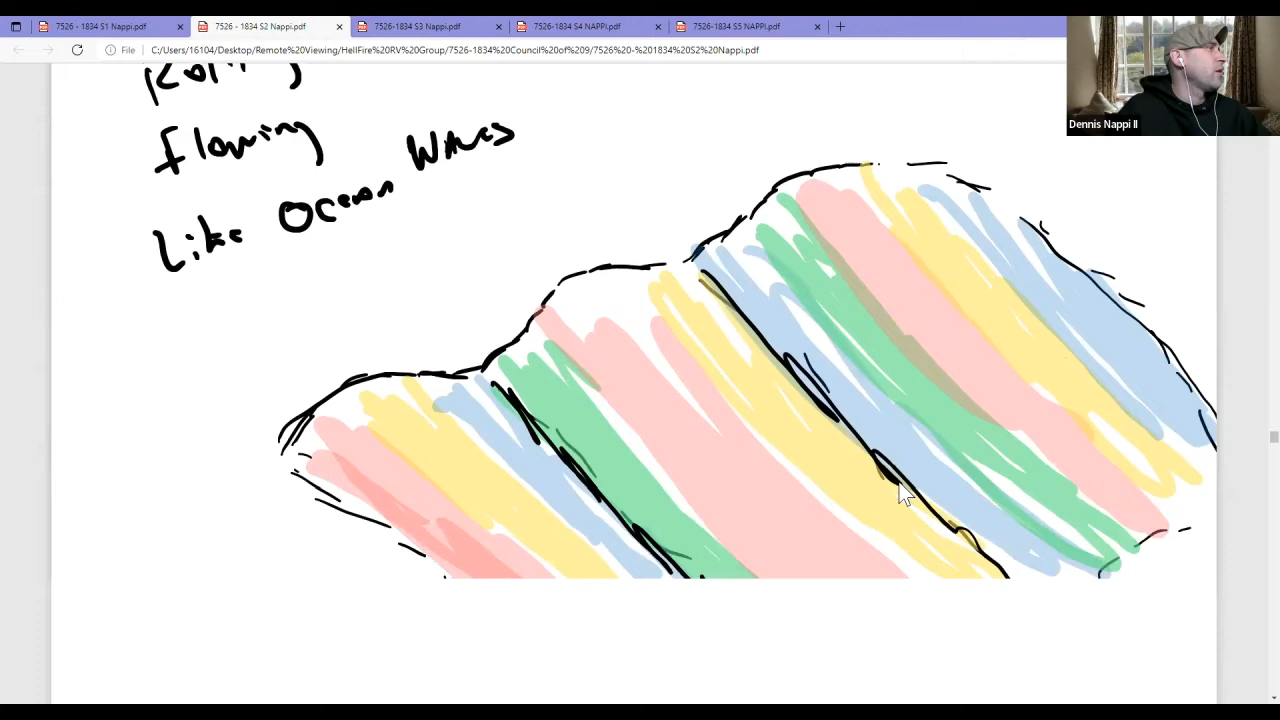 7526 - 1834 S1 Nappi.pdf
7526 - 1834 S2 Nappi.pdf
7526-1834 S3 Nappi.pdf
7526-1834 S4 NAPPI.pdf
7526-1834 S5 NAPPI.pdf
File
C:/Users/16104/Desktop/Remote%20Viewing/HellFire%20RV%20Group/7526-1834%20Council%20of%209/7526%20-%201834%20S2%20Nappi.pdf
Dennis Nappi II
flowing
Like Ocean Waves